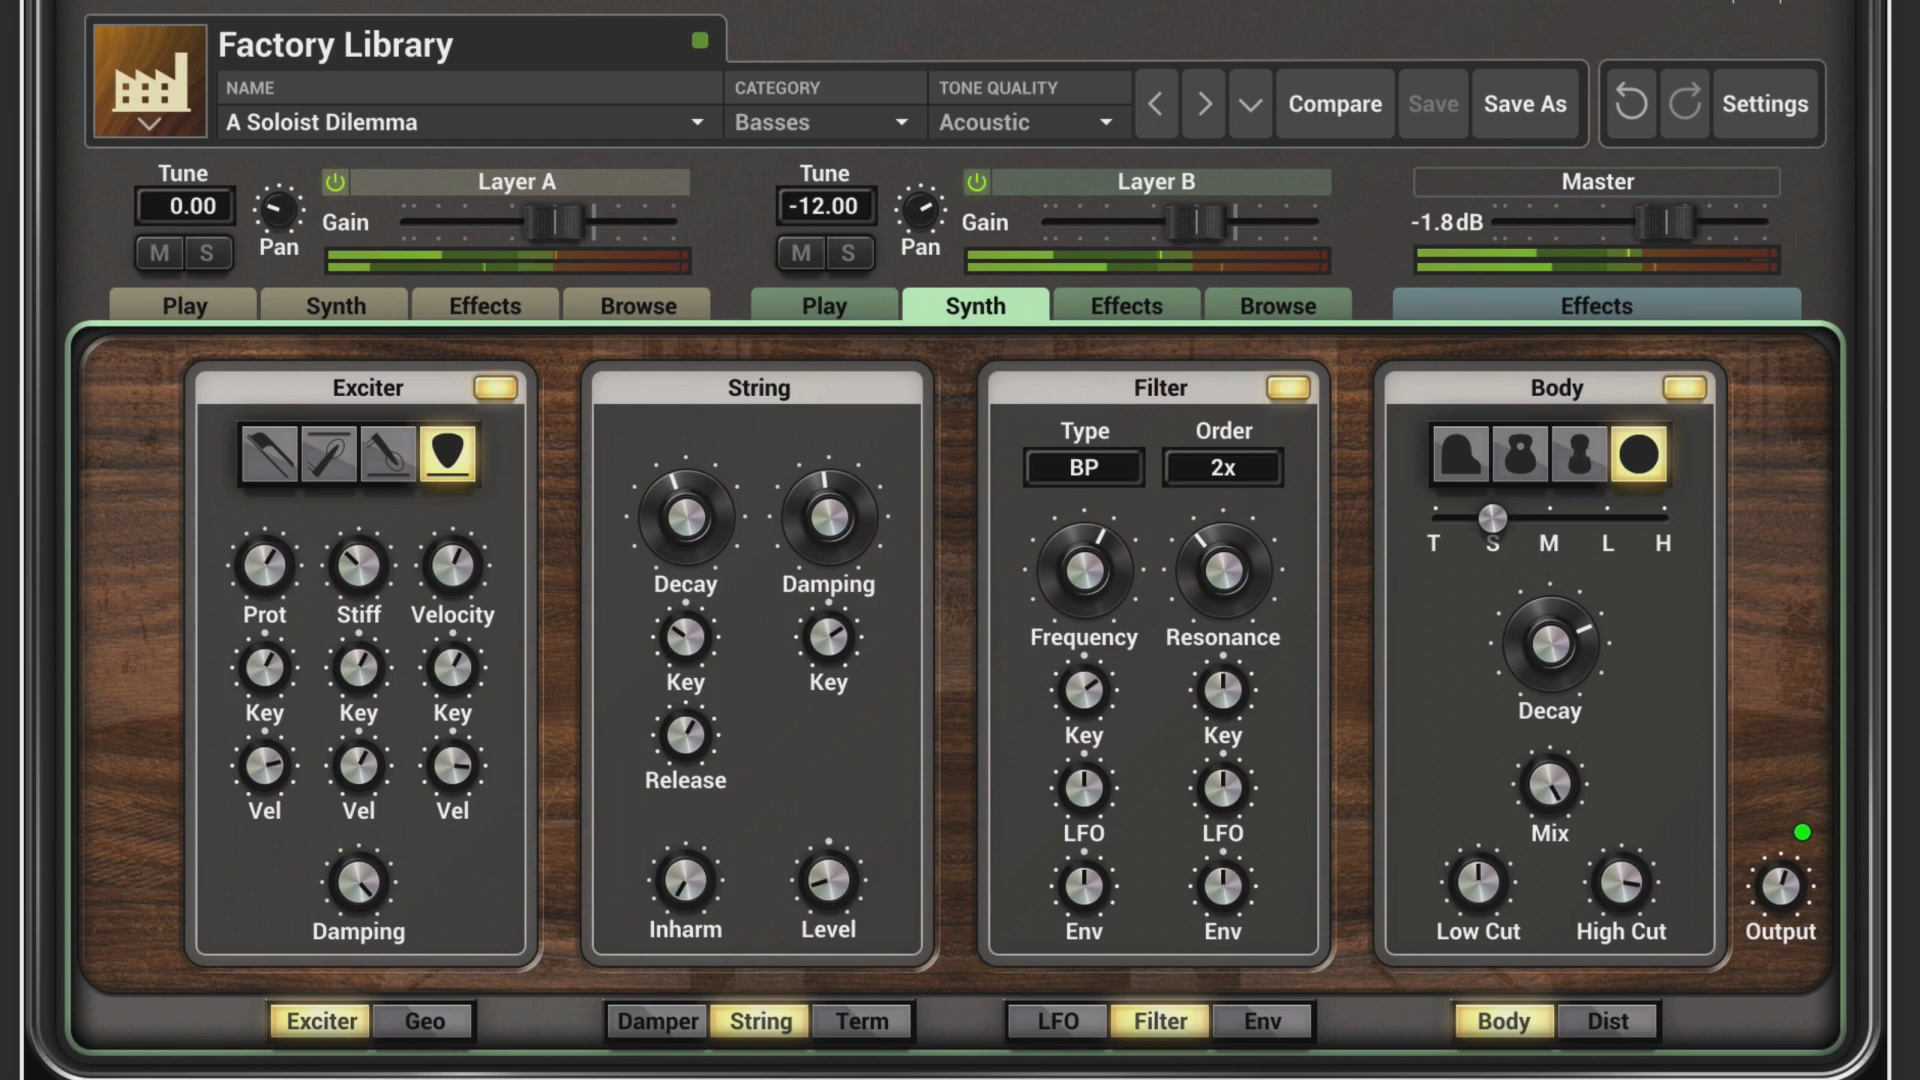 Factory Library
NAME CATEGORY TONE QUALITY
A Soloist Dilemma Basses Acoustic Compare Save Save As Settings
Tune Layer A Tune Layer B Master
0.00 Gain -12.00 Gain -1.8 dB
M S Pan M S Pan
Play Synth Effects Browse Play Synth Effects Browse Effects
Exciter String Filter Body
Type Order
BP 2x
T S M L H
Decay Damping
Prot Stiff Velocity
Frequency Resonance
Key Key
Key Key Key
Decay
Key Key
Release
Vel Vel Vel
LFO LFO
Mix
Damping
Inharm Level
Env Env
Low Cut High Cut Output
Exciter Geo Damper String Term LFO Filter Env Body Dist